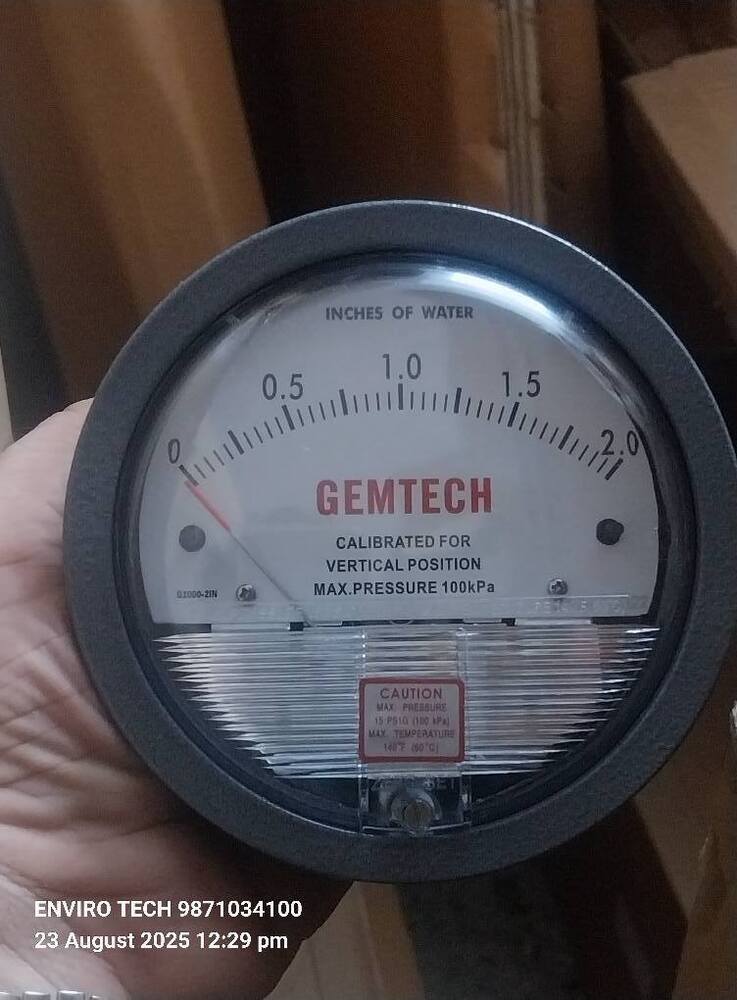 INCHES OF WATER
0 0.5 1.0 1.5 2.0
GEMTECH
CALIBRATED FOR
VERTICAL POSITION
MAX.PRESSURE 100kPa
G2000-2IN
CAUTION
MAX. PRESSURE
15 PSIG (100 kPa)
MAX. TEMPERATURE
140°F (60°C)
ENVIRO TECH 9871034100
23 August 2025 12:29 pm